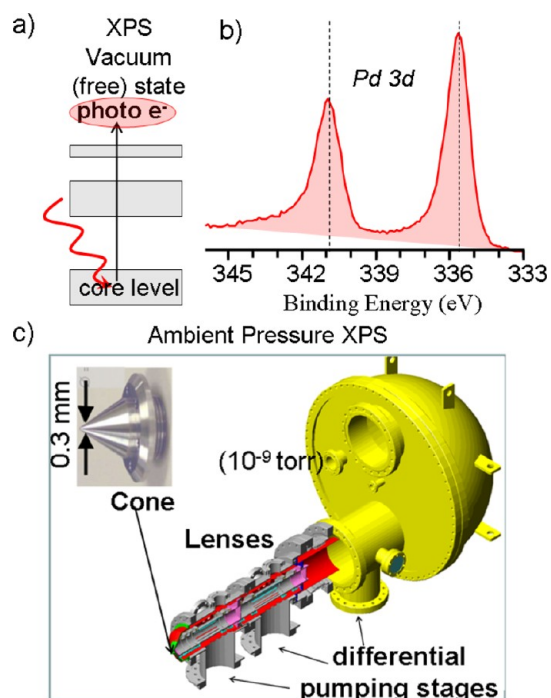 a)
XPS
Vacuum
(free) state
photo e-
core level
b)
Pd 3d
345 342 339 336 333
Binding Energy (eV)
c)
Ambient Pressure XPS
0.3 mm
Cone
(10⁻⁹ torr)
Lenses
differential
pumping stages